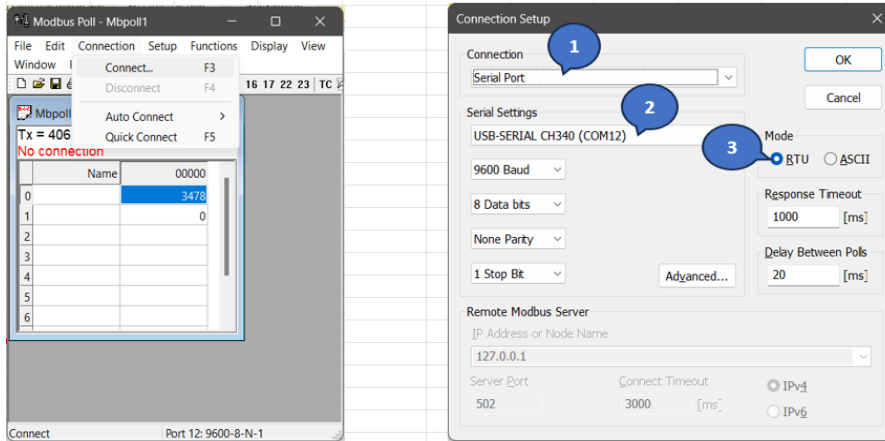 Modbus Poll - Mbpoll1
File Edit Connection Setup Functions Display View
Window
Connect... F3
Disconnect F4
Auto Connect >
Quick Connect F5
16 17 22 23 TC
Mbpoll
Tx = 406
No connection
Name 00000
0 3478
1 0
2
3
4
5
6
Connect Port 12: 9600-8-N-1
Connection Setup
1
Connection
Serial Port
OK
Cancel
2
Serial Settings
USB-SERIAL CH340 (COM12)
3
Mode
RTU ASCII
9600 Baud
8 Data bits
None Parity
1 Stop Bit
Advanced...
Response Timeout
1000 [ms]
Delay Between Polls
20 [ms]
Remote Modbus Server
IP Address or Node Name
127.0.0.1
Server Port Connect Timeout
502 3000 [ms]
IPv4
IPv6